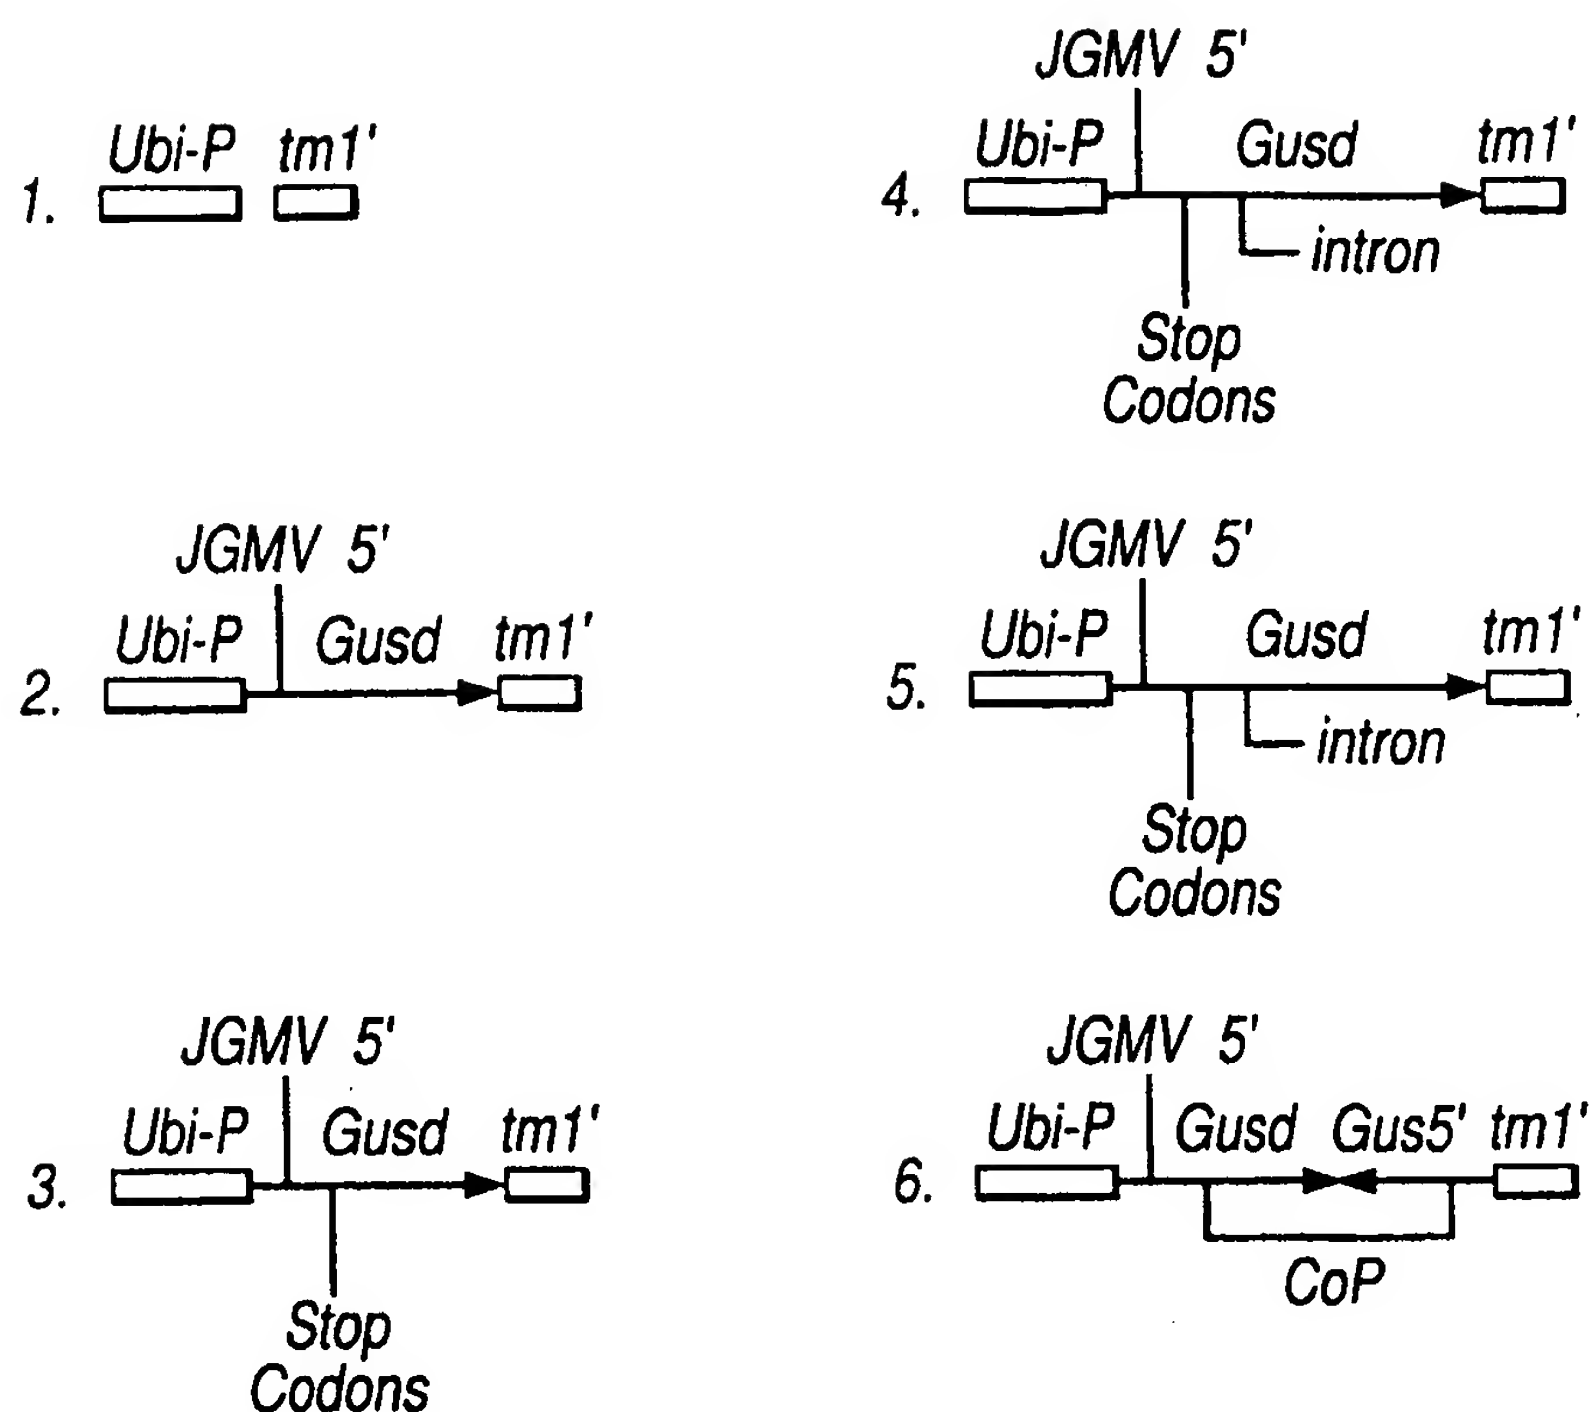 1. Ubi-P tm1'
JGMV 5'
2. Ubi-P Gusd tm1'
JGMV 5'
3. Ubi-P Gusd tm1'
Stop
Codons
JGMV 5'
4. Ubi-P Gusd tm1'
intron
Stop
Codons
JGMV 5'
5. Ubi-P Gusd tm1'
intron
Stop
Codons
JGMV 5'
6. Ubi-P Gusd Gus5' tm1'
CoP